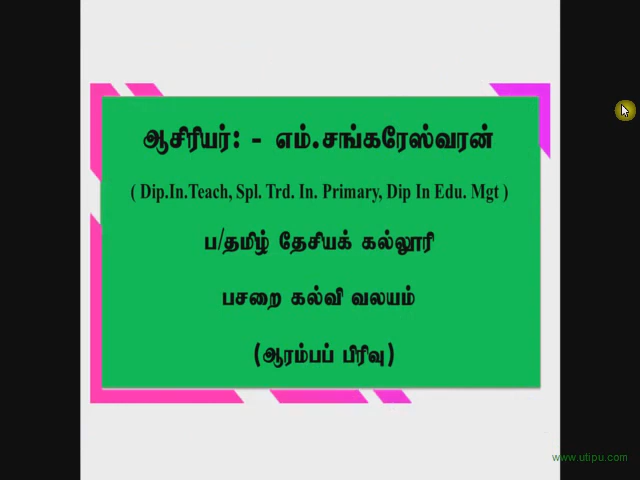 ஆசிரியர்: - எம்.சங்கரேஸ்வரன்
( Dip.In.Teach, Spl. Trd. In. Primary, Dip In Edu. Mgt )
ப/தமிழ் தேசியக் கல்லூரி
பசறை கல்வி வலயம்
(ஆரம்பப் பிரிவு)
www.utipu.com